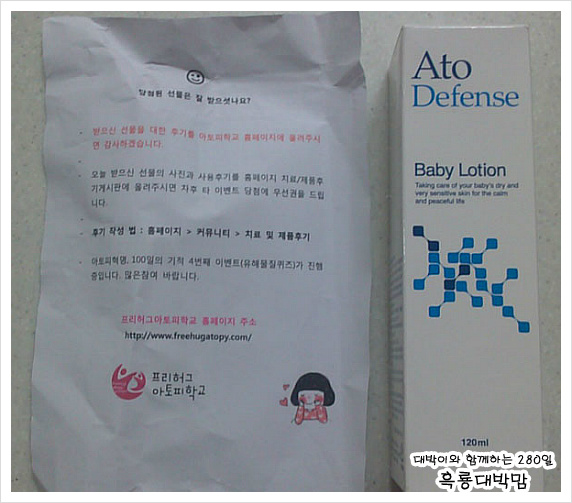 당첨된 선물은 잘 받으셧나요?
- 받으신 선물을 대한 후기를 아토피학교 홈페이지에 올려주시
면 감사하겠습니다.
-
- 오늘 받으신 선물의 사진과 사용후기를 홈페이지 치료/제품후
기게시판에 올려주시면 차후 타 이벤트 당첨에 우선권을 드립
니다.
-
- 후기 작성 법 : 홈페이지 > 커뮤니티 > 치료 및 제품후기
- 아토피혁명, 100일의 기적 4번째 이벤트(유해물질퀴즈)가 진행
중입니다. 많은참여 바랍니다.
프리허그아토피학교 홈페이지 주소
http://www.freehugatopy.com/
프리허그
아토피학교
Ato
Defense
Baby Lotion
Taking care of your baby's dry and
very sensitive skin for the calm
and peaceful life
120ml
대박이와 함께하는 280일
흑룡대박맘